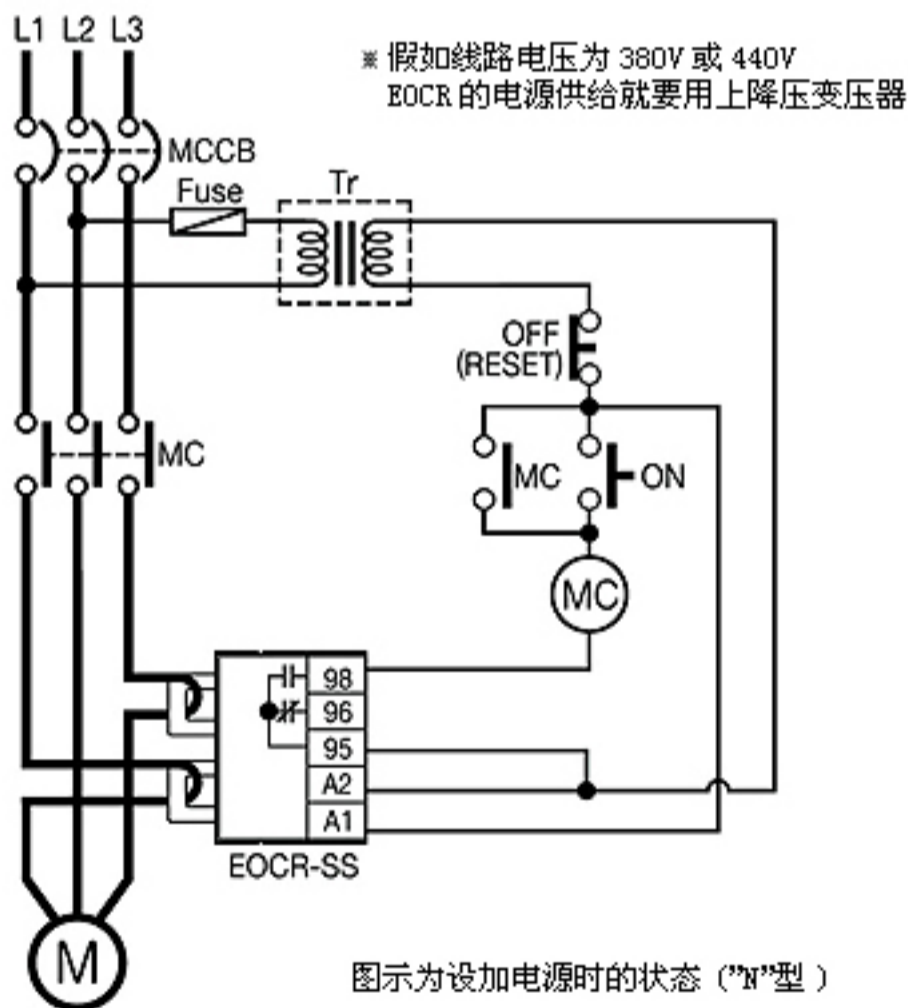 L1 L2 L3
※ 假如线路电压为 380V 或 440V
EOCR 的电源供给就要用上降压变压器
MCCB
Fuse
Tr
OFF
(RESET)
MC
MC
ON
MC
98
96
95
A2
A1
EOCR-SS
M
图示为设加电源时的状态 ("N"型 )